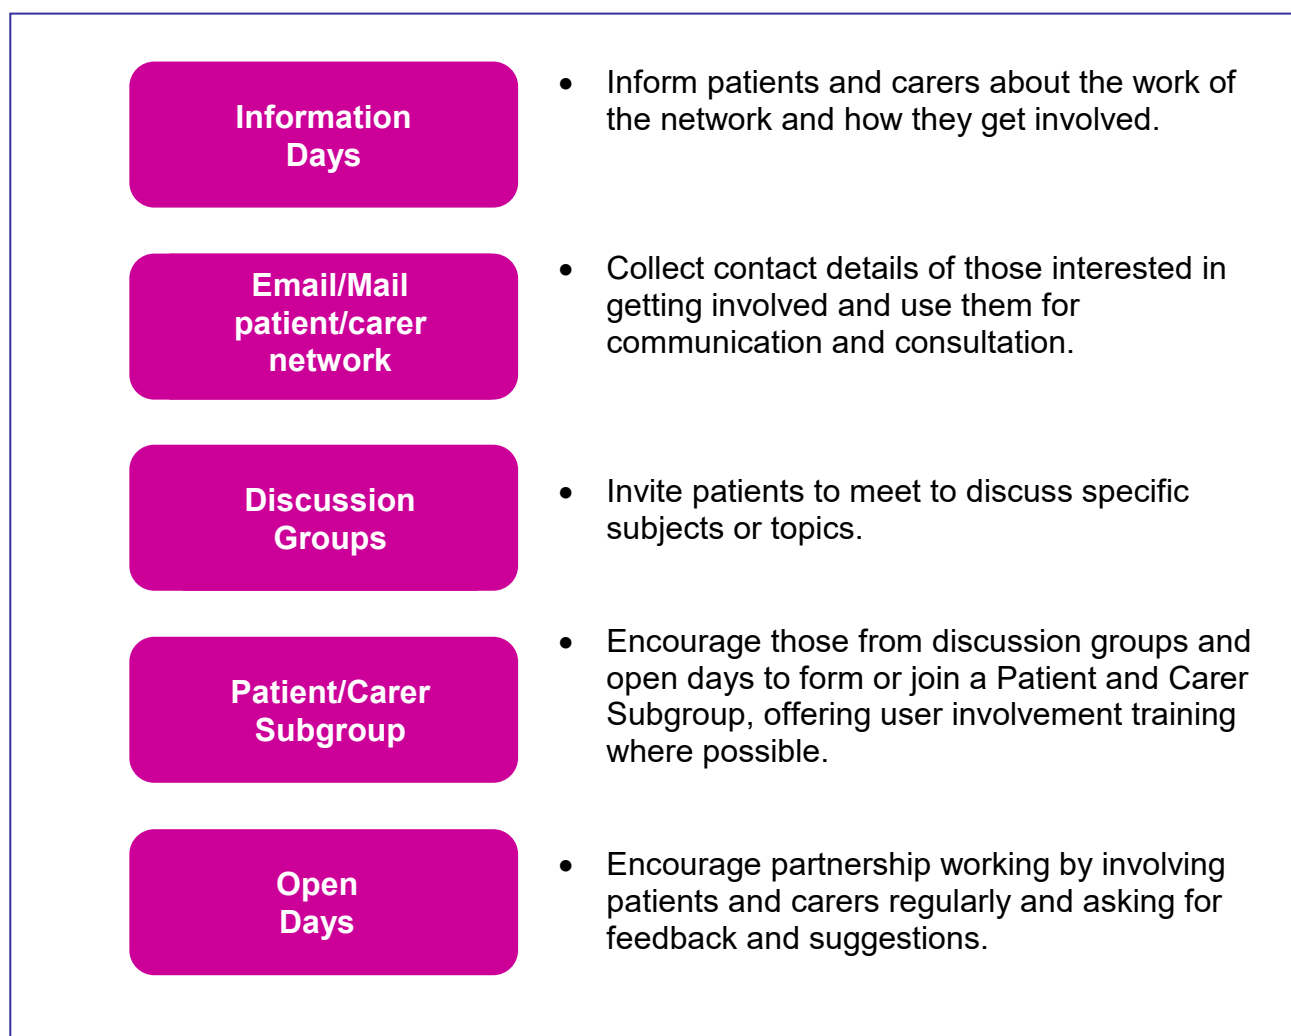 Information
Days
• Inform patients and carers about the work of
the network and how they get involved.
Email/Mail
patient/carer
network
• Collect contact details of those interested in
getting involved and use them for
communication and consultation.
Discussion
Groups
• Invite patients to meet to discuss specific
subjects or topics.
Patient/Carer
Subgroup
• Encourage those from discussion groups and
open days to form or join a Patient and Carer
Subgroup, offering user involvement training
where possible.
Open
Days
• Encourage partnership working by involving
patients and carers regularly and asking for
feedback and suggestions.